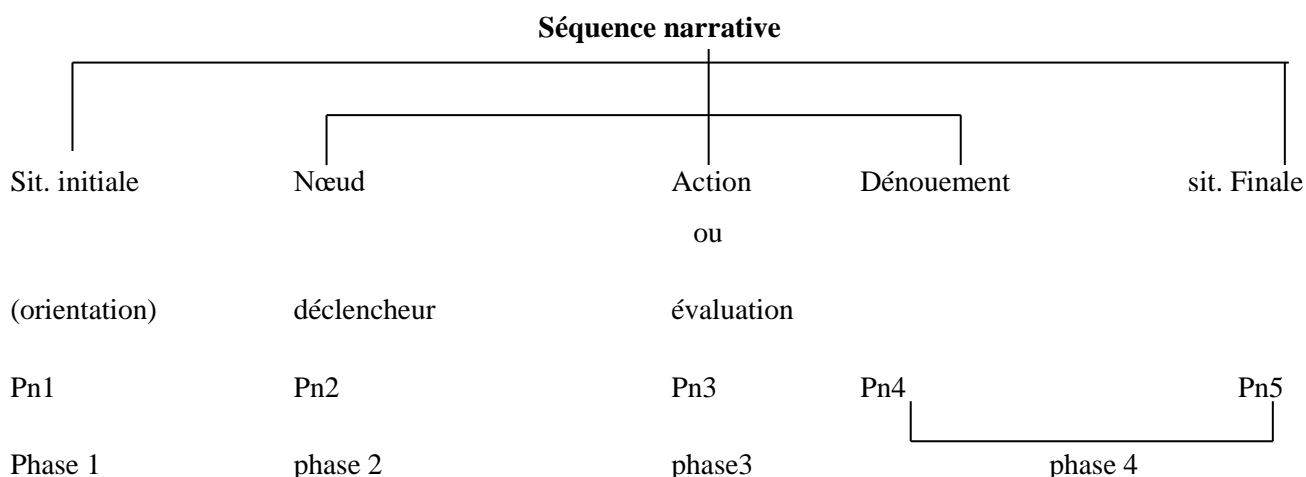 Séquence narrative
Sit. initiale Nœud Action Dénouement sit. Finale
ou
(orientation) déclencheur évaluation
Pn1 Pn2 Pn3 Pn4 Pn5
Phase 1 phase 2 phase3 phase 4